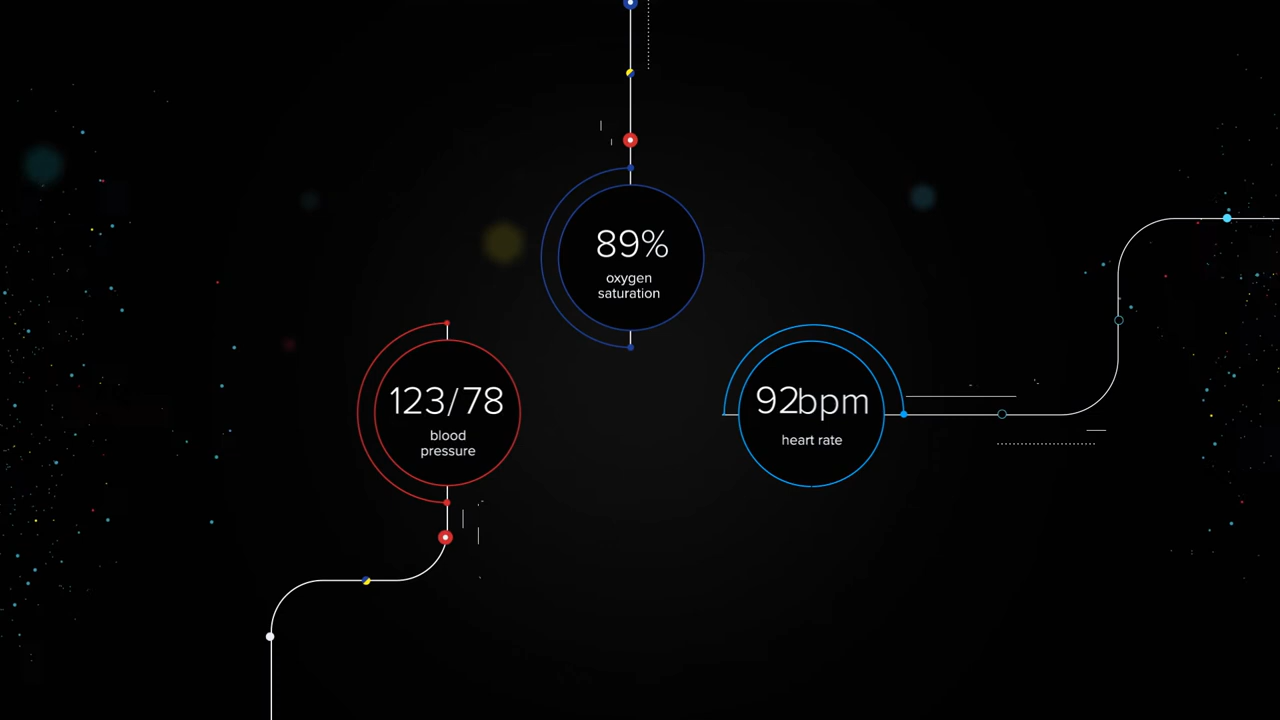 89%
oxygen
saturation
123/78
blood
pressure
92bpm
heart rate